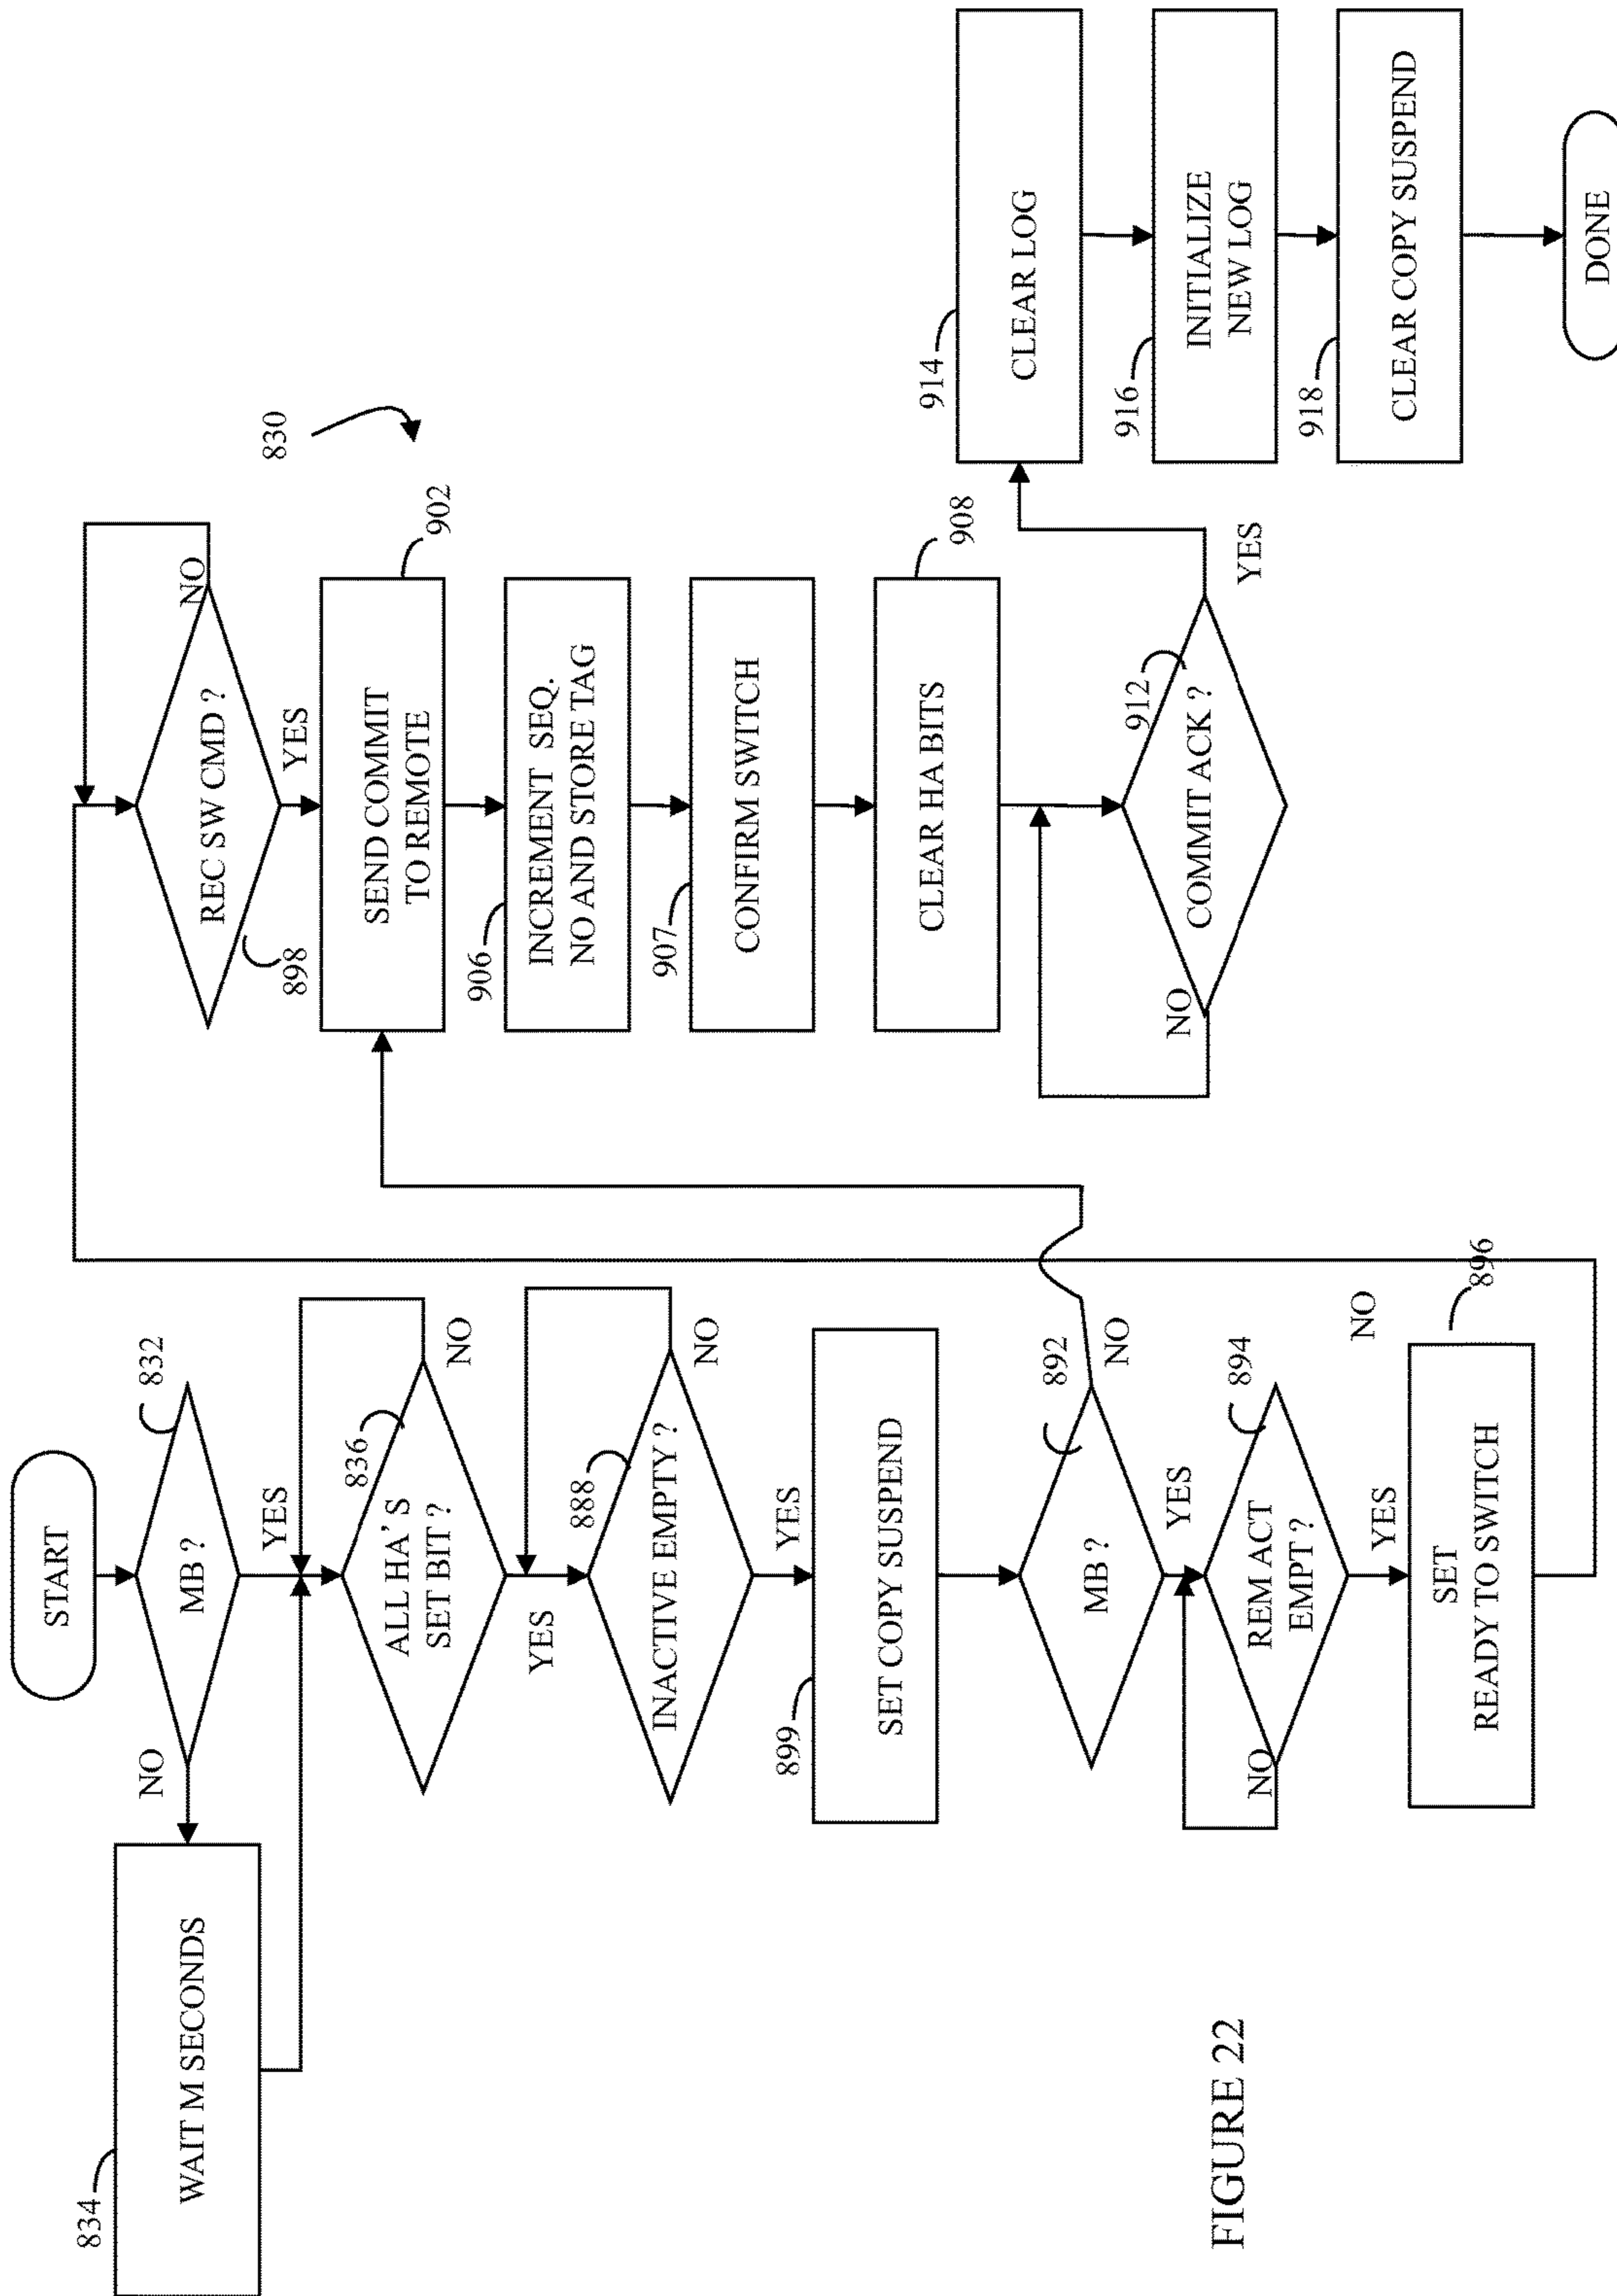 START
832
MB ?
NO
YES
834
WAIT M SECONDS
836
ALL HA'S
SET BIT ?
NO
YES
888
INACTIVE EMPTY ?
NO
YES
899
SET COPY SUSPEND
892
MB ?
NO
YES
894
REM ACT
EMPT ?
NO
NO
YES
896
SET
READY TO SWITCH
830
REC SW CMD ?
NO
898
YES
902
SEND COMMIT
TO REMOTE
906
INCREMENT SEQ.
NO AND STORE TAG
907
CONFIRM SWITCH
908
CLEAR HA BITS
912
COMMIT ACK ?
NO
YES
914
CLEAR LOG
916
INITIALIZE
NEW LOG
918
CLEAR COPY SUSPEND
DONE
FIGURE 22